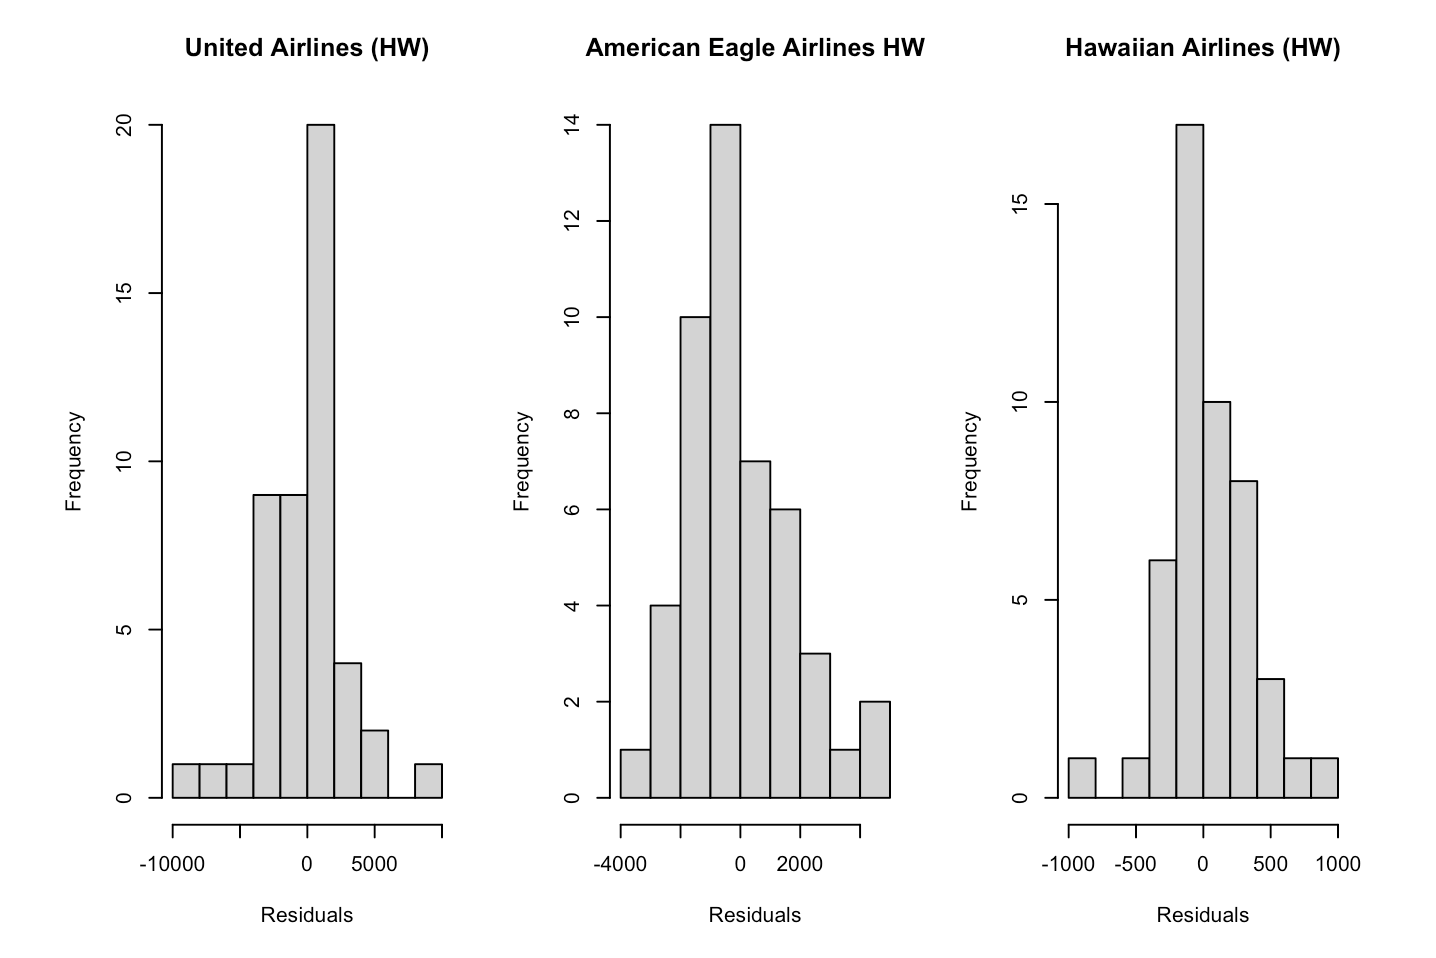 United Airlines (HW)
Frequency
20
15
10
5
0
-10000 0 5000
Residuals
American Eagle Airlines HW
Frequency
14
12
10
8
6
4
2
0
-4000 0 2000
Residuals
Hawaiian Airlines (HW)
Frequency
15
10
5
0
-1000 -500 0 500 1000
Residuals